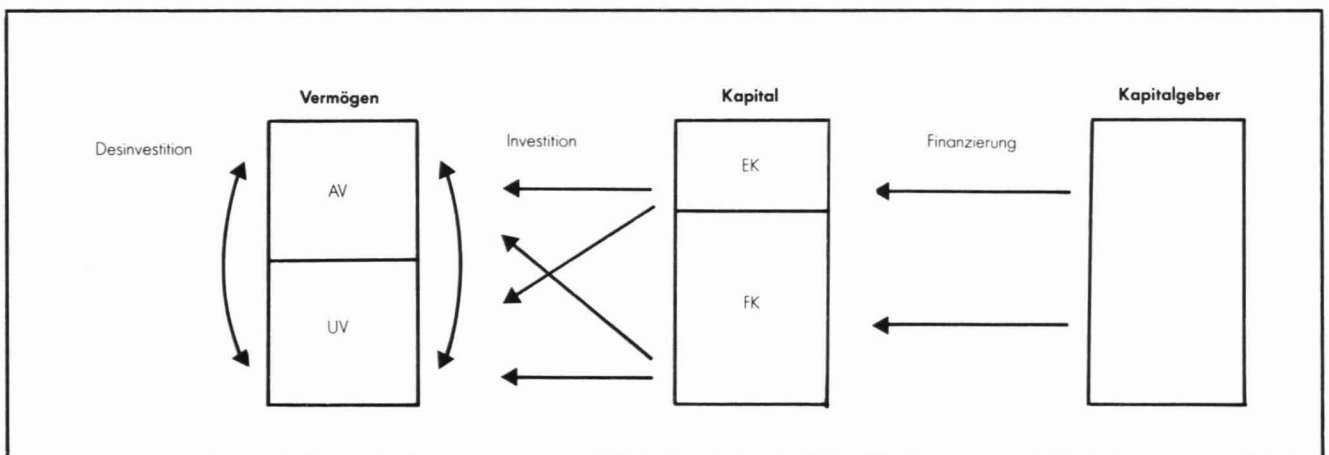 Vermögen
Kapital
Kapitalgeber
Desinvestition
Investition
Finanzierung
AV
EK
UV
FK